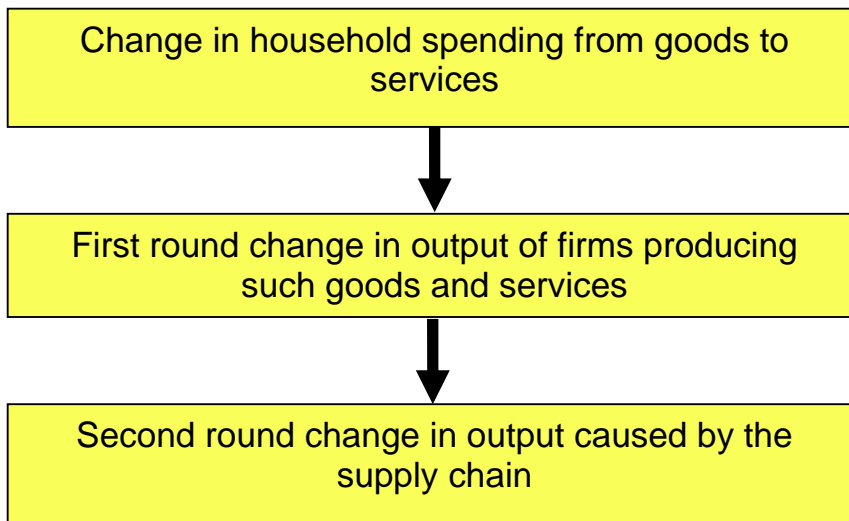 Change in household spending from goods to
services
First round change in output of firms producing
such goods and services
Second round change in output caused by the
supply chain